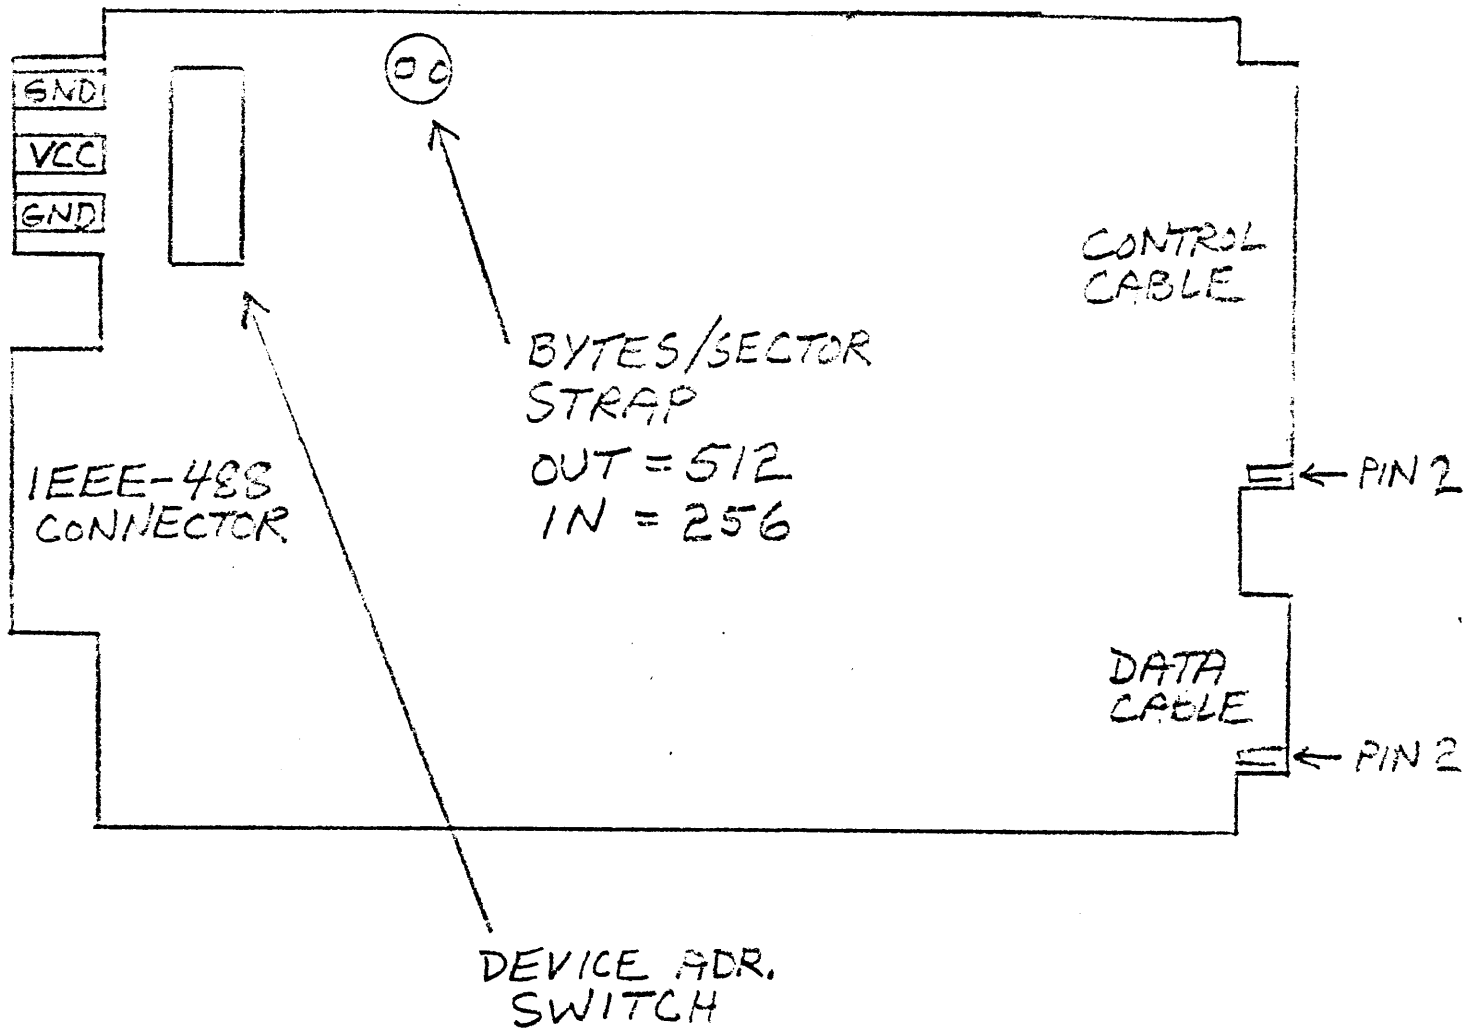 GND
VCC
GND
CONTROL
CABLE
BYTES/SECTOR
STRAP
OUT = 512
IN = 256
IEEE-488
CONNECTOR
← PIN 2
DATA
CABLE
← PIN 2
DEVICE ADR.
SWITCH